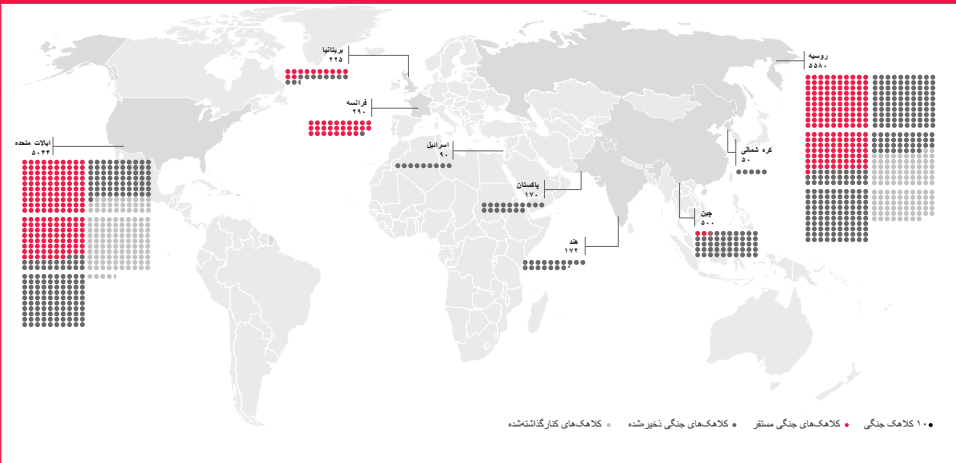 بریتانیا
۲۲۵
روسیه
۵۵۸۰
فرانسه
۲۹۰
ایالات متحده
۵۰۴۴
اسرائیل
۹۰
کره شمالی
۵۰
پاکستان
۱۷۰
چین
۵۰۰
هند
۱۷۲
۱۰ کلاهک جنگی
کلاهک‌های جنگی مستقر
کلاهک‌های جنگی ذخیره‌شده
کلاهک‌های کنارگذاشته‌شده